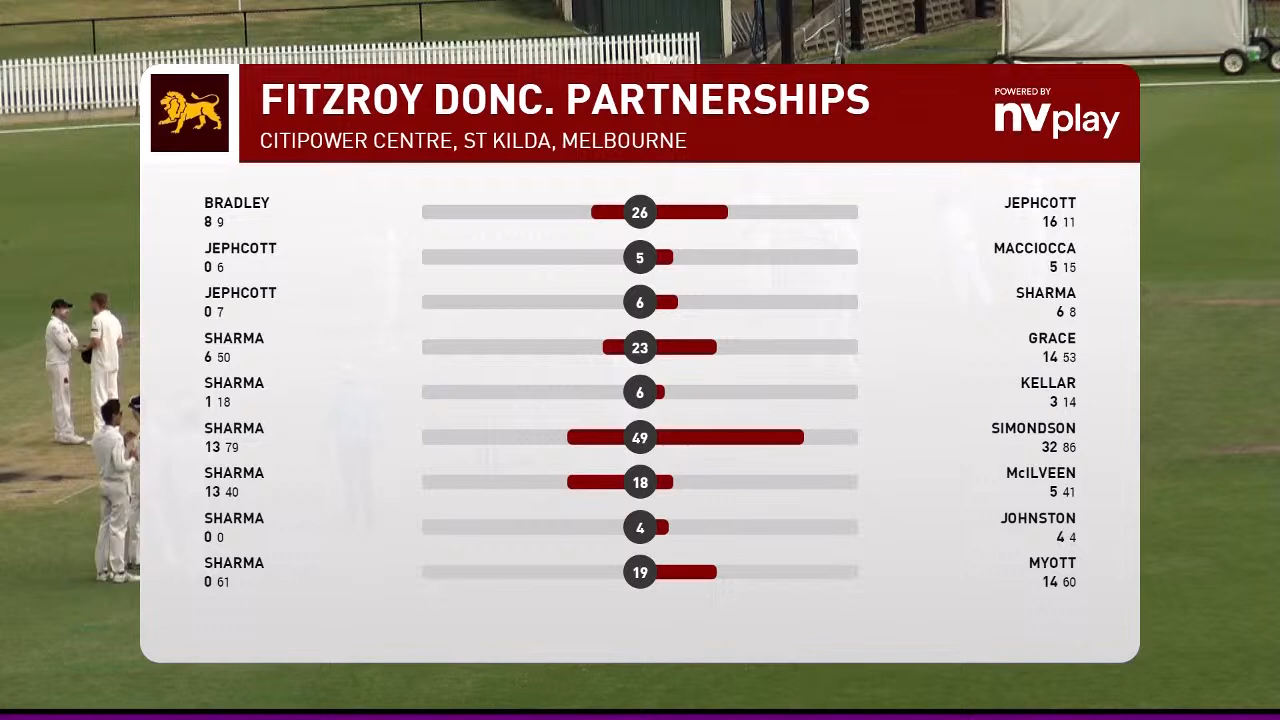 FITZROY DONC. PARTNERSHIPS
CITIPOWER CENTRE, ST KILDA, MELBOURNE
POWERED BY
nvplay
BRADLEY 26 JEPHCOTT
8 9 16 11
JEPHCOTT 5 MACCIOCCA
0 6 5 15
JEPHCOTT 6 SHARMA
0 7 6 8
SHARMA 23 GRACE
6 50 14 53
SHARMA 6 KELLAR
1 18 3 14
SHARMA 49 SIMONDSON
13 79 32 86
SHARMA 18 McILVEEN
13 40 5 41
SHARMA 4 JOHNSTON
0 0 4 4
SHARMA 19 MYOTT
0 61 14 60